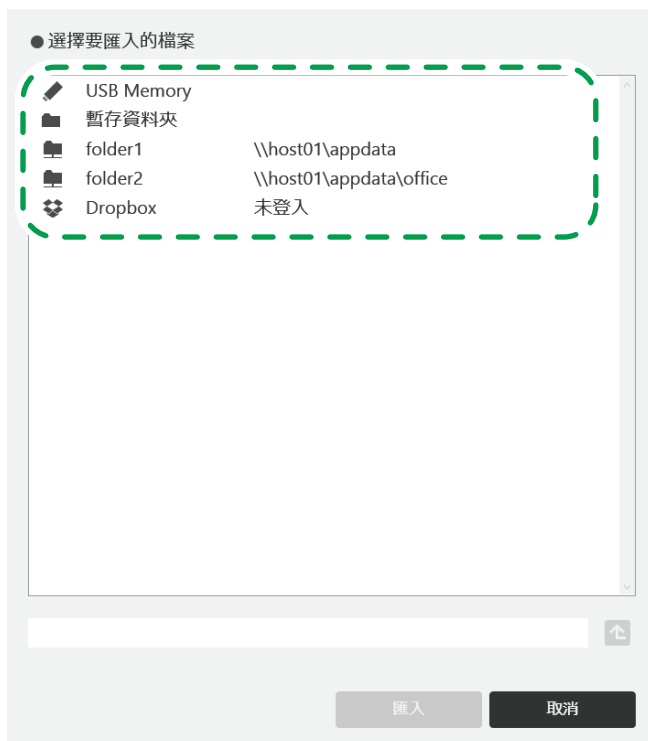 ●選擇要匯入的檔案
USB Memory
暫存資料夾
folder1 \\host01\appdata
folder2 \\host01\appdata\office
Dropbox 未登入
匯入 取消